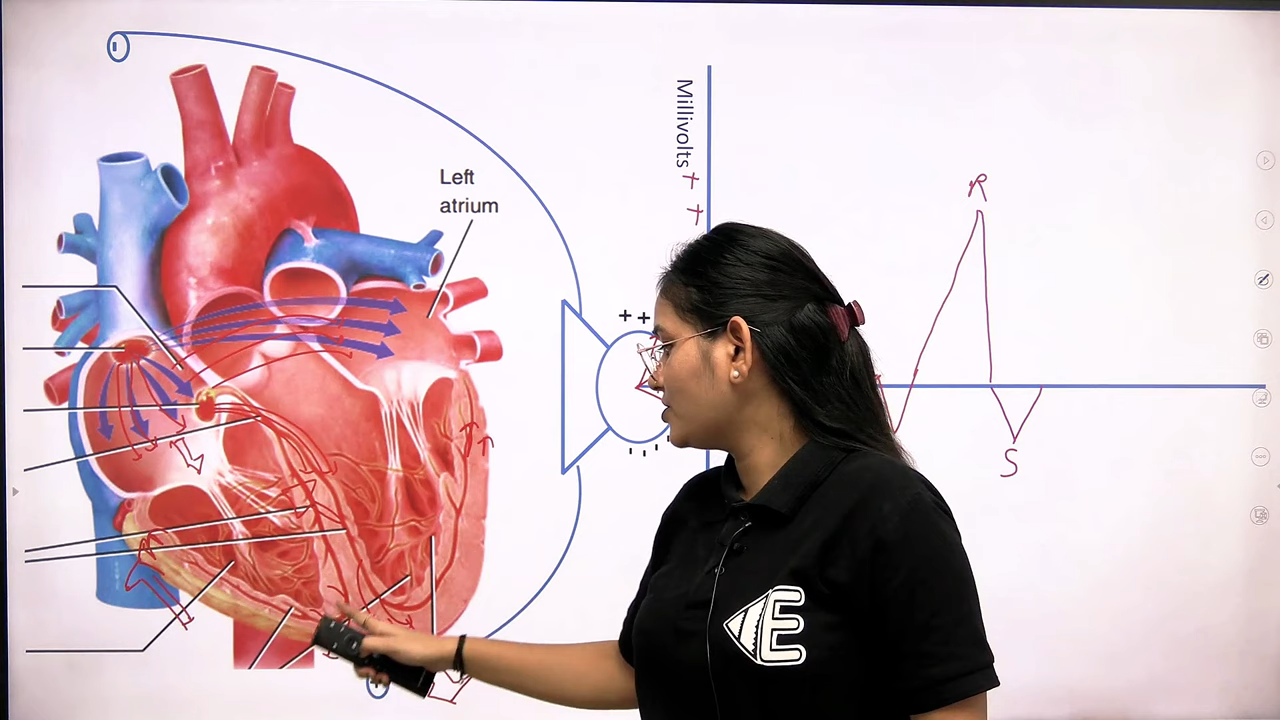 Left
atrium
Millivolts
+ +
+ +
R
S
E